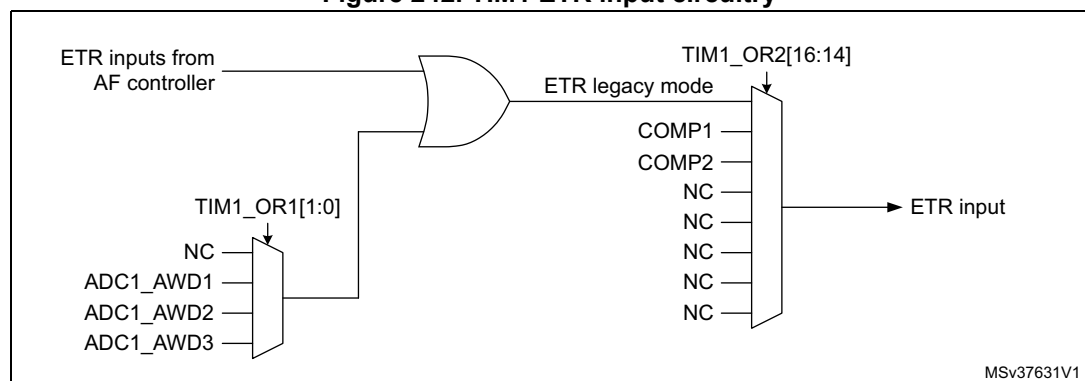 Figure 242. TIM1 ETR input circuitry
ETR inputs from
AF controller
ETR legacy mode
TIM1_OR2[16:14]
COMP1
COMP2
NC
NC
NC
NC
NC
ETR input
TIM1_OR1[1:0]
NC
ADC1_AWD1
ADC1_AWD2
ADC1_AWD3
MSv37631V1